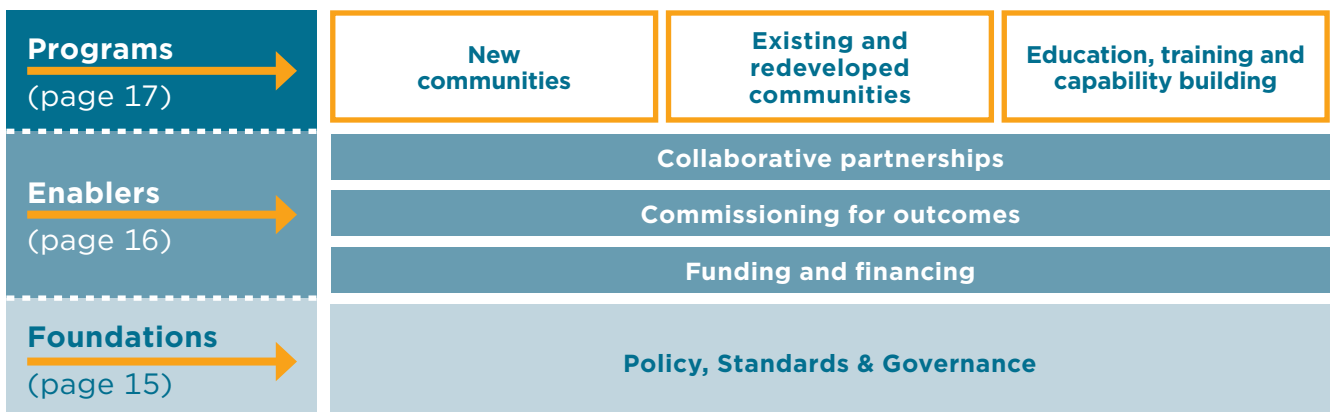 Programs
(page 17)
New
communities
Existing and
redeveloped
communities
Education, training and
capability building
Enablers
(page 16)
Collaborative partnerships
Commissioning for outcomes
Funding and financing
Foundations
(page 15)
Policy, Standards & Governance